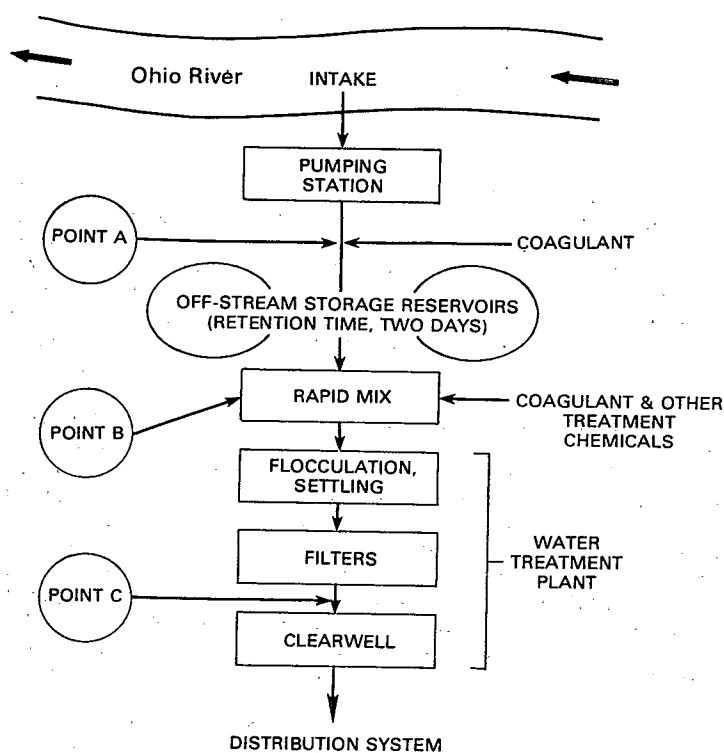 Ohio River
INTAKE
PUMPING
STATION
POINT A
COAGULANT
OFF-STREAM STORAGE RESERVOIRS
(RETENTION TIME, TWO DAYS)
RAPID MIX
COAGULANT & OTHER
TREATMENT
CHEMICALS
POINT B
FLOCCULATION,
SETTLING
FILTERS
WATER
TREATMENT
PLANT
POINT C
CLEARWELL
DISTRIBUTION SYSTEM